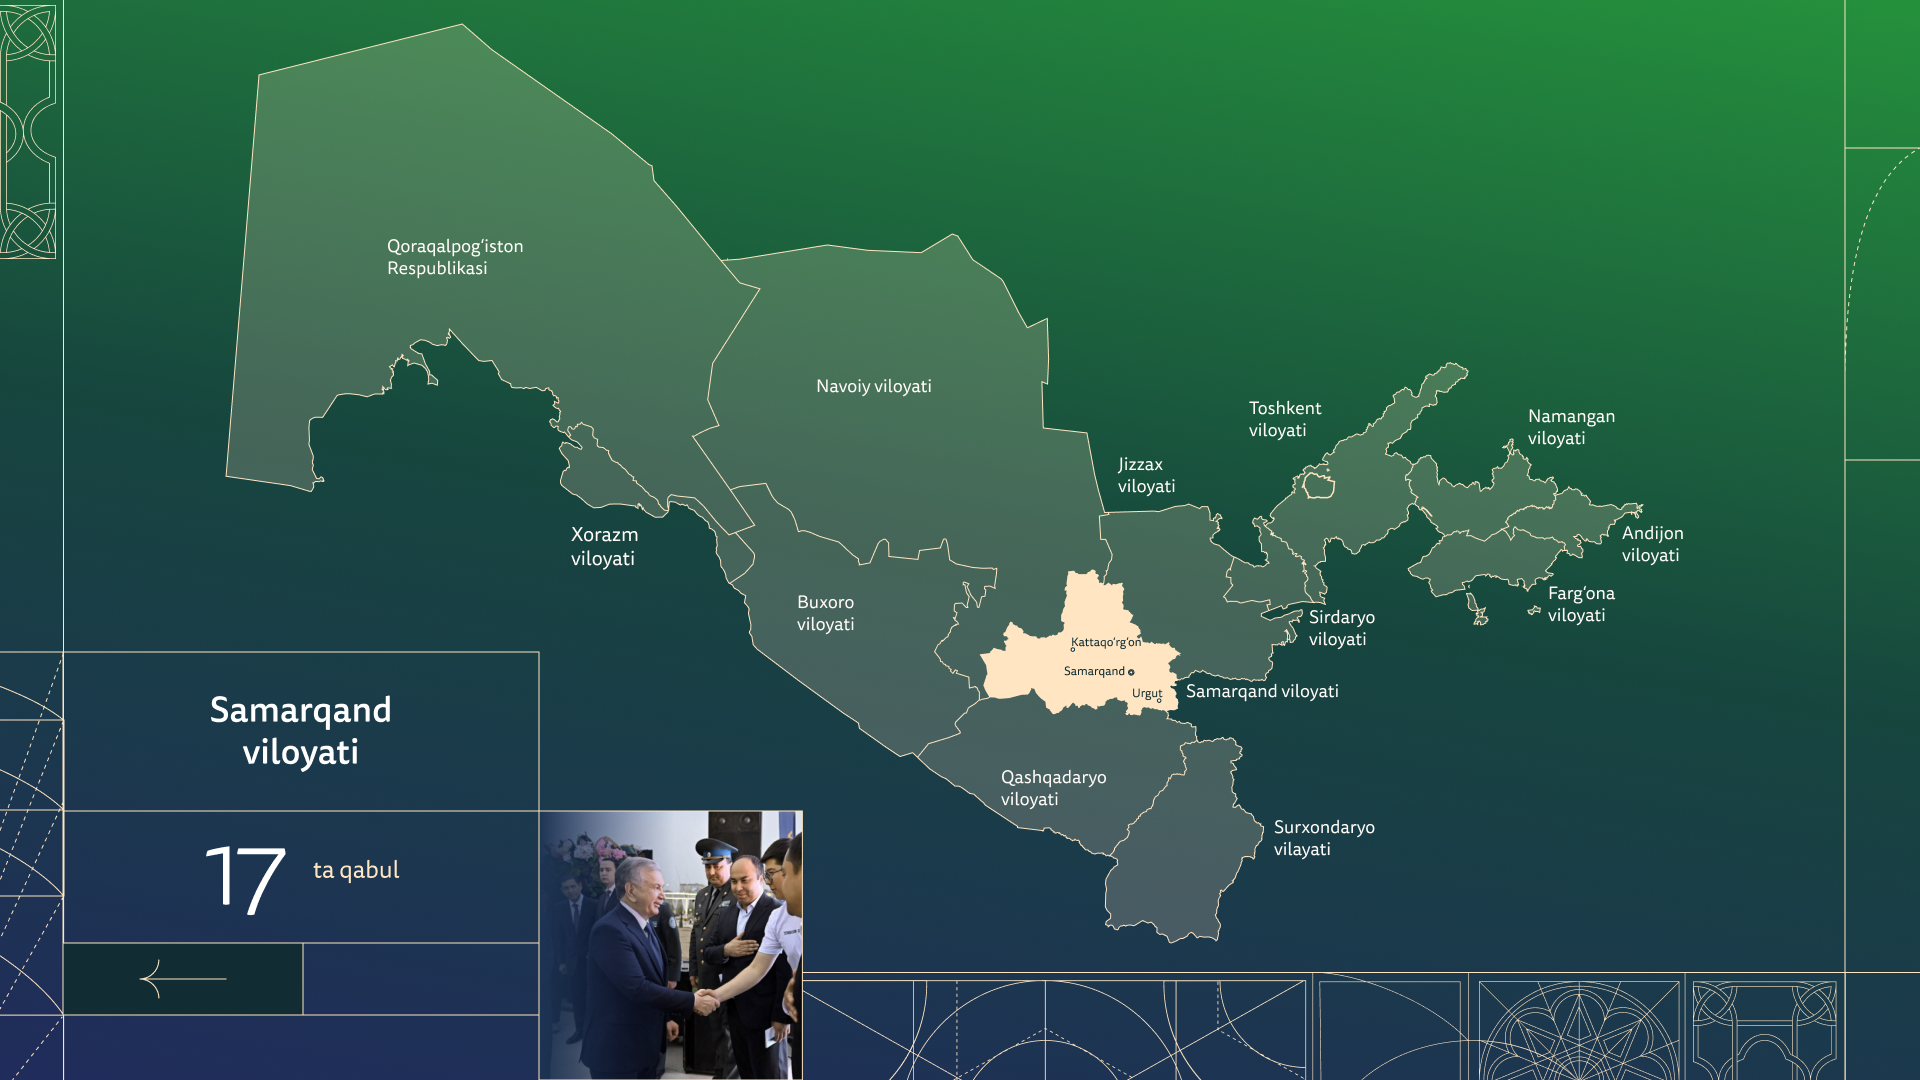 Qoraqalpog‘iston
Respublikasi
Navoiy viloyati
Toshkent
viloyati
Namangan
viloyati
Jizzax
viloyati
Xorazm
viloyati
Andijon
viloyati
Buxoro
viloyati
Farg‘ona
viloyati
Sirdaryo
viloyati
Kattaqo‘rg‘on
Samarqand
Urgut
Samarqand viloyati
Qashqadaryo
viloyati
Surxondaryo
vilayati
Samarqand
viloyati
17 ta qabul